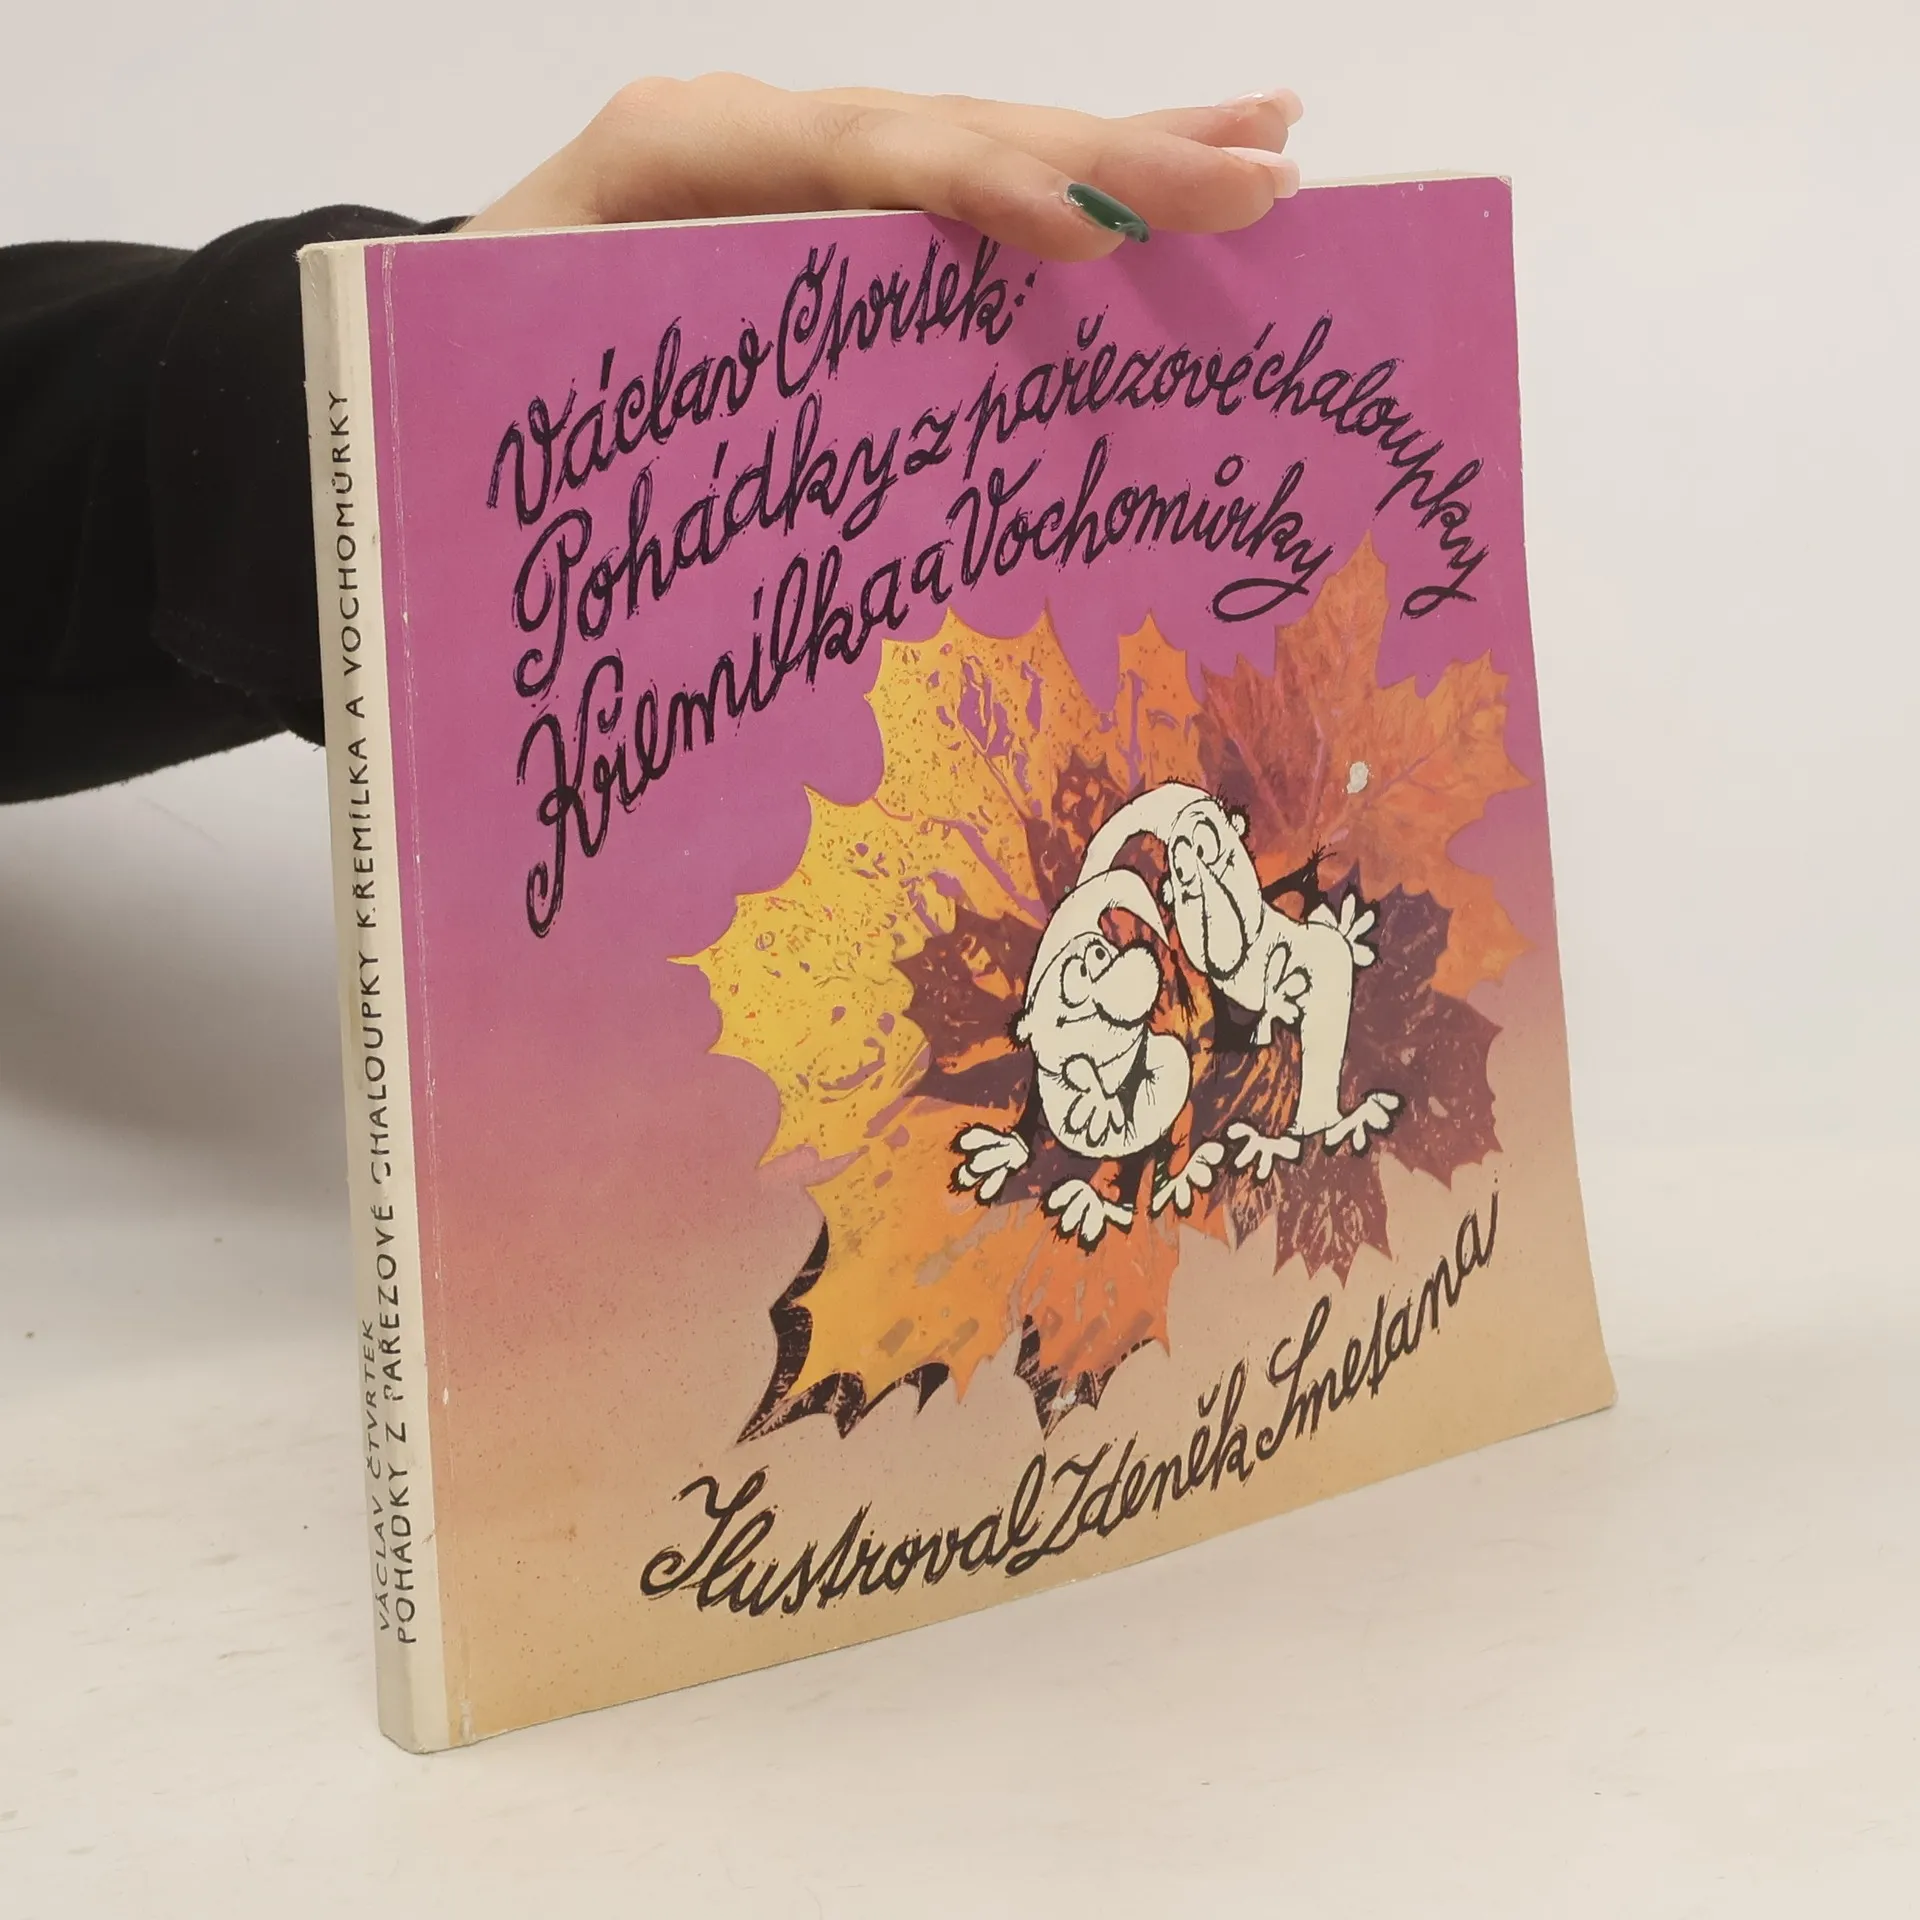 Václav Čtvrtek:
Pohádky z pařezové chaloupky
Křemílka a Vochomůrky
Ilustroval Zdeněk Smetana
VÁCLAV ČTVRTEK
POHÁDKY Z PAŘEZOVÉ CHALOUPKY KŘEMÍLKA A VOCHOMŮRKY